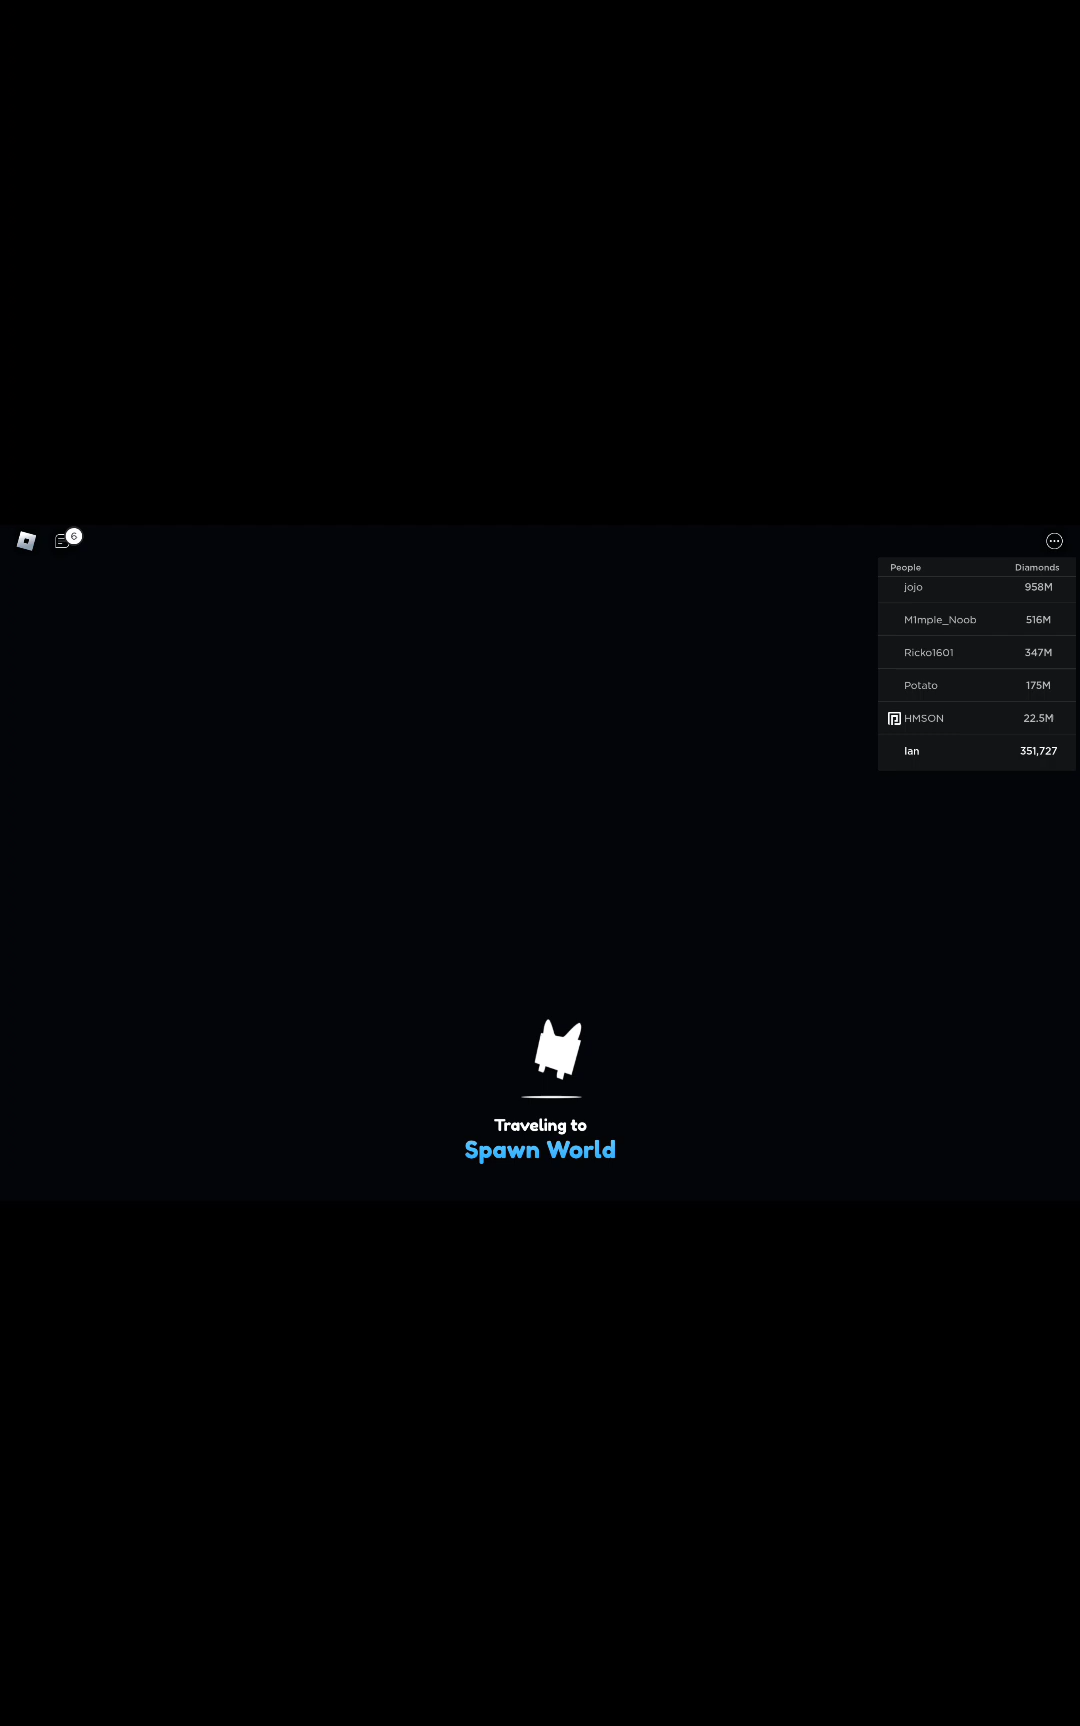 6
People Diamonds
jojo 958M
M1mple_Noob 516M
Ricko1601 347M
Potato 175M
HMSON 22.5M
Ian 351,727
Traveling to
Spawn World